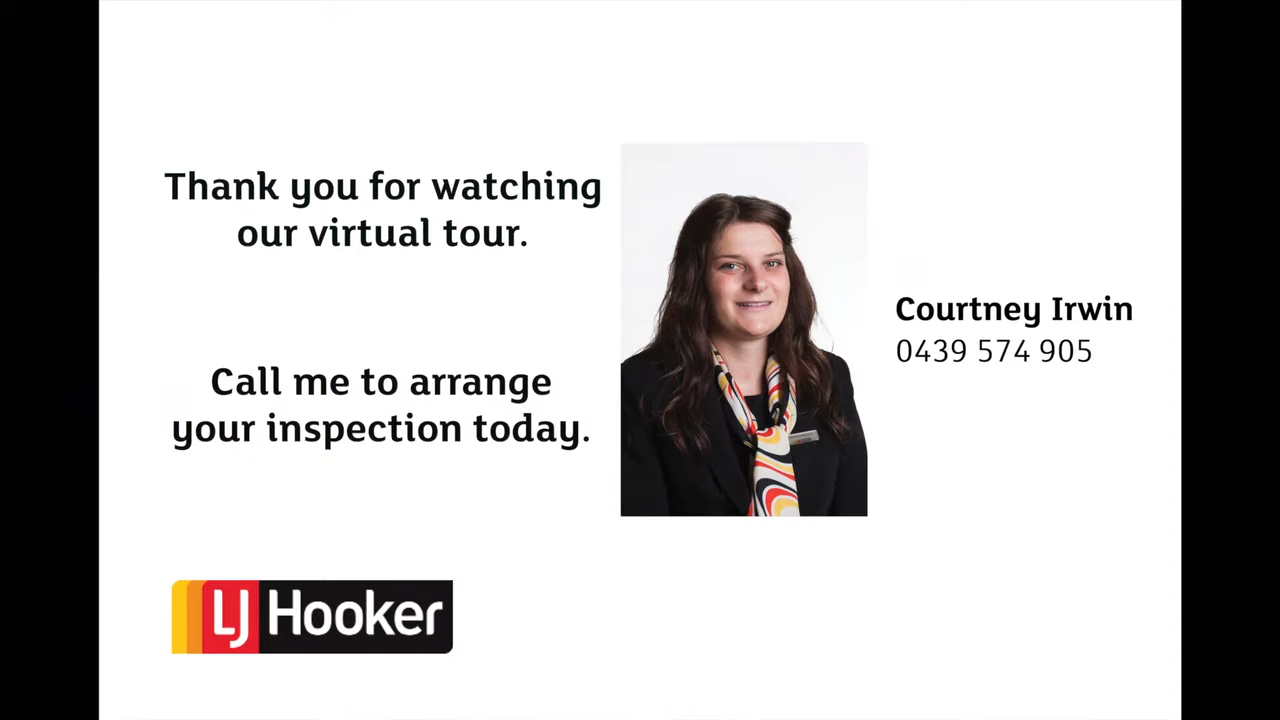 Thank you for watching
our virtual tour.
Call me to arrange
your inspection today.
Courtney Irwin
0439 574 905
LJ Hooker